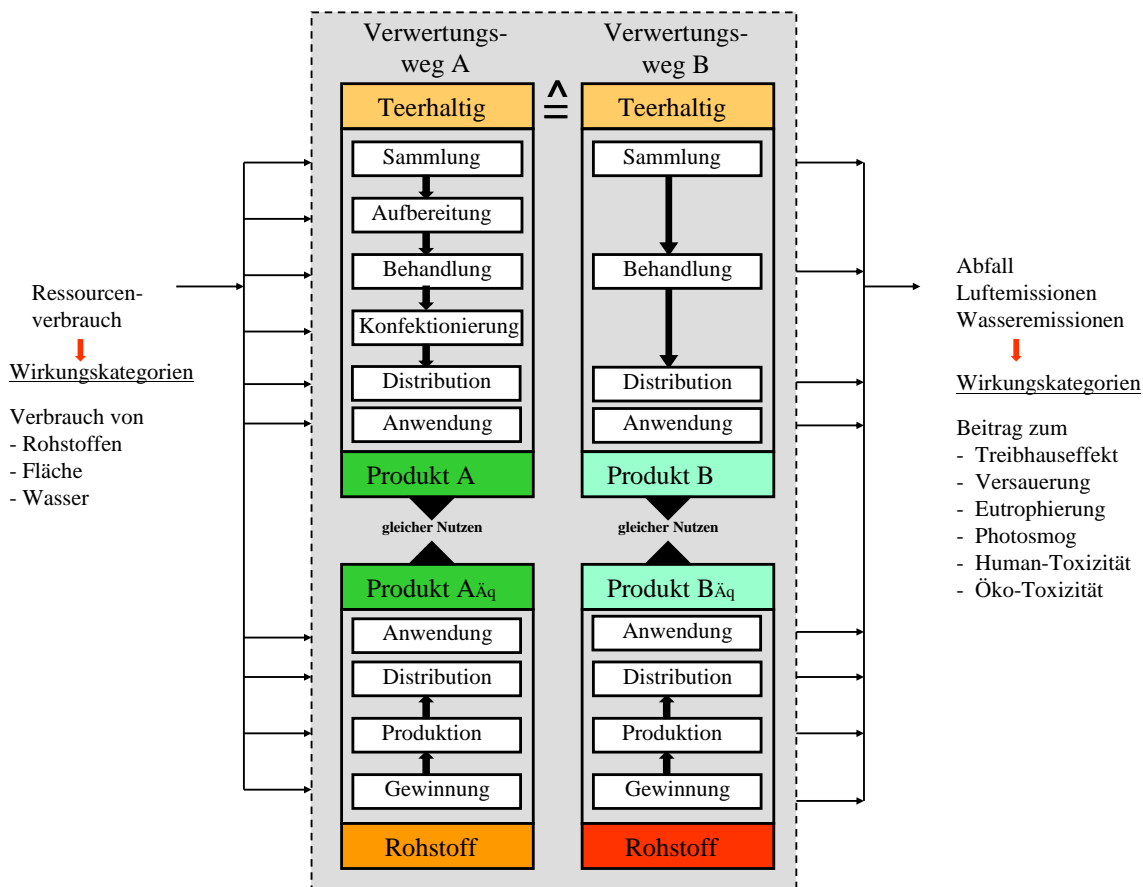 Verwertungs-
weg A
Teerhaltig
Sammlung
Aufbereitung
Behandlung
Konfektionierung
Distribution
Anwendung
Produkt A
gleicher Nutzen
Produkt AÄq
Anwendung
Distribution
Produktion
Gewinnung
Rohstoff
≙
Verwertungs-
weg B
Teerhaltig
Sammlung
Behandlung
Distribution
Anwendung
Produkt B
gleicher Nutzen
Produkt BÄq
Anwendung
Distribution
Produktion
Gewinnung
Rohstoff
Ressourcen-
verbrauch
Wirkungskategorien
Verbrauch von
- Rohstoffen
- Fläche
- Wasser
Abfall
Luftemissionen
Wasseremissionen
Wirkungskategorien
Beitrag zum
- Treibhauseffekt
- Versauerung
- Eutrophierung
- Photosmog
- Human-Toxizität
- Öko-Toxizität